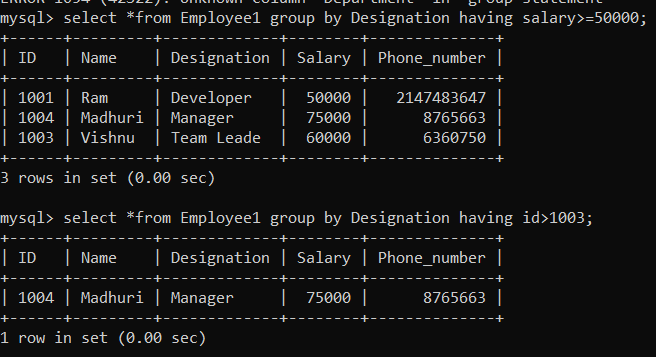 ERROR 1054 (42S22): Unknown column 'Department' in 'group statement'
mysql> select *from Employee1 group by Designation having salary>=50000;
+------+---------+-------------+--------+--------------+
| ID   | Name    | Designation | Salary | Phone_number |
+------+---------+-------------+--------+--------------+
| 1001 | Ram     | Developer   |  50000 |   2147483647 |
| 1004 | Madhuri | Manager     |  75000 |      8765663 |
| 1003 | Vishnu  | Team Leade  |  60000 |      6360750 |
+------+---------+-------------+--------+--------------+
3 rows in set (0.00 sec)
mysql> select *from Employee1 group by Designation having id>1003;
+------+---------+-------------+--------+--------------+
| ID   | Name    | Designation | Salary | Phone_number |
+------+---------+-------------+--------+--------------+
| 1004 | Madhuri | Manager     |  75000 |      8765663 |
+------+---------+-------------+--------+--------------+
1 row in set (0.00 sec)